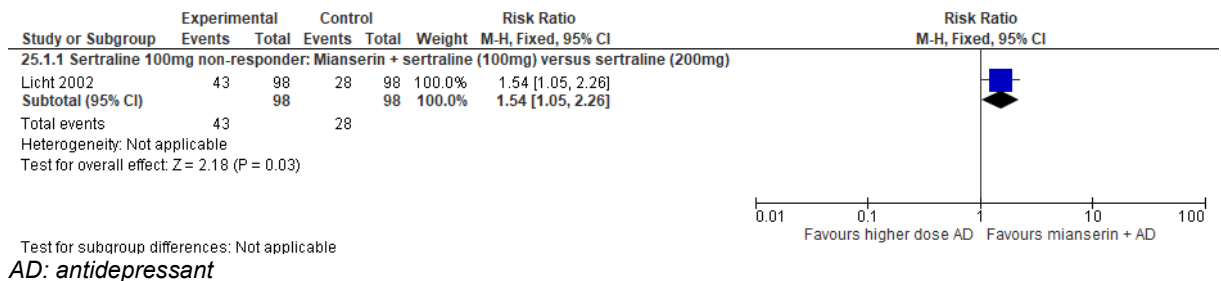 Experimental Control Risk Ratio Risk Ratio
Study or Subgroup Events Total Events Total Weight M-H, Fixed, 95% CI M-H, Fixed, 95% CI
25.1.1 Sertraline 100mg non-responder: Mianserin + sertraline (100mg) versus sertraline (200mg)
Licht 2002 43 98 28 98 100.0% 1.54 [1.05, 2.26]
Subtotal (95% CI) 98 98 100.0% 1.54 [1.05, 2.26]
Total events 43 28
Heterogeneity: Not applicable
Test for overall effect: Z = 2.18 (P = 0.03)
0.01 0.1 1 10 100
Favours higher dose AD Favours mianserin + AD
Test for subgroup differences: Not applicable
AD: antidepressant